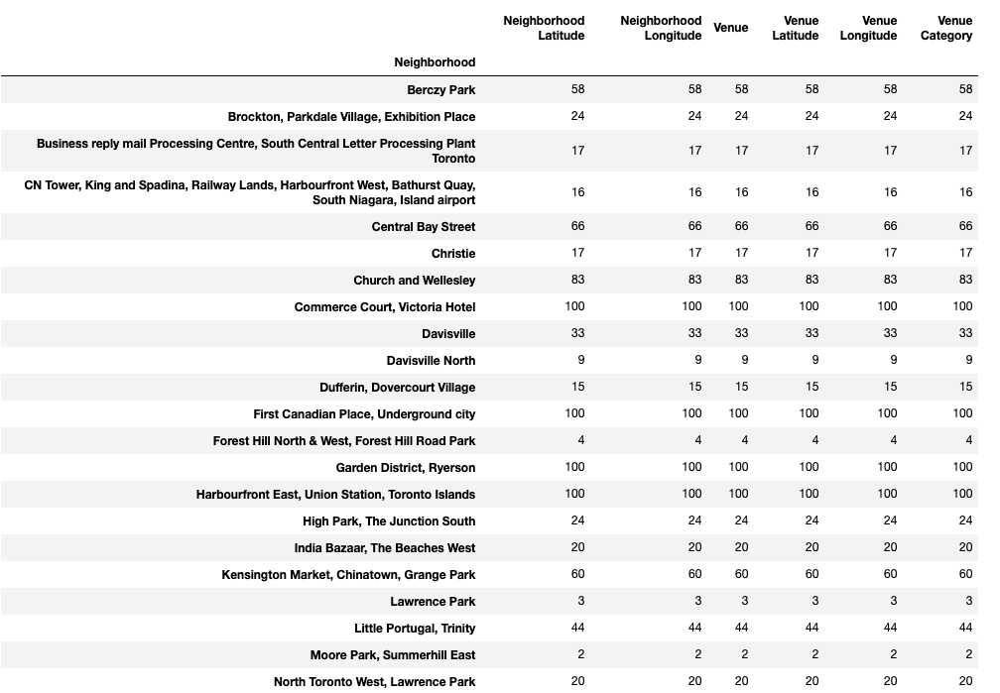 Neighborhood Latitude Neighborhood Longitude Venue Venue Latitude Venue Longitude Venue Category
Neighborhood
Berczy Park 58 58 58 58 58 58
Brockton, Parkdale Village, Exhibition Place 24 24 24 24 24 24
Business reply mail Processing Centre, South Central Letter Processing Plant
Toronto 17 17 17 17 17 17
CN Tower, King and Spadina, Railway Lands, Harbourfront West, Bathurst Quay,
South Niagara, Island airport 16 16 16 16 16 16
Central Bay Street 66 66 66 66 66 66
Christie 17 17 17 17 17 17
Church and Wellesley 83 83 83 83 83 83
Commerce Court, Victoria Hotel 100 100 100 100 100 100
Davisville 33 33 33 33 33 33
Davisville North 9 9 9 9 9 9
Dufferin, Dovercourt Village 15 15 15 15 15 15
First Canadian Place, Underground city 100 100 100 100 100 100
Forest Hill North & West, Forest Hill Road Park 4 4 4 4 4 4
Garden District, Ryerson 100 100 100 100 100 100
Harbourfront East, Union Station, Toronto Islands 100 100 100 100 100 100
High Park, The Junction South 24 24 24 24 24 24
India Bazaar, The Beaches West 20 20 20 20 20 20
Kensington Market, Chinatown, Grange Park 60 60 60 60 60 60
Lawrence Park 3 3 3 3 3 3
Little Portugal, Trinity 44 44 44 44 44 44
Moore Park, Summerhill East 2 2 2 2 2 2
North Toronto West, Lawrence Park 20 20 20 20 20 20